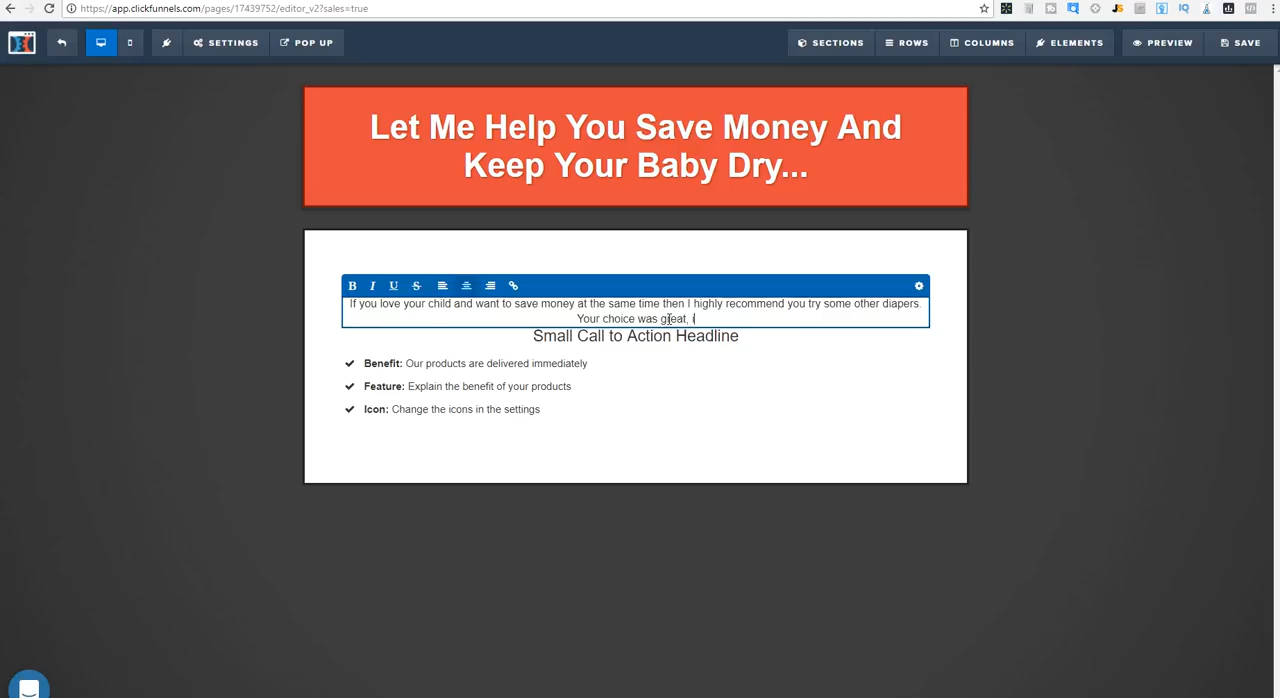 https://app.clickfunnels.com/pages/17439752/editor_v2?sales=true
SETTINGS
POP UP
SECTIONS
ROWS
COLUMNS
ELEMENTS
PREVIEW
SAVE
Let Me Help You Save Money And
Keep Your Baby Dry...
B I U S
If you love your child and want to save money at the same time then I highly recommend you try some other diapers.
Your choice was great, i
Small Call to Action Headline
Benefit: Our products are delivered immediately
Feature: Explain the benefit of your products
Icon: Change the icons in the settings